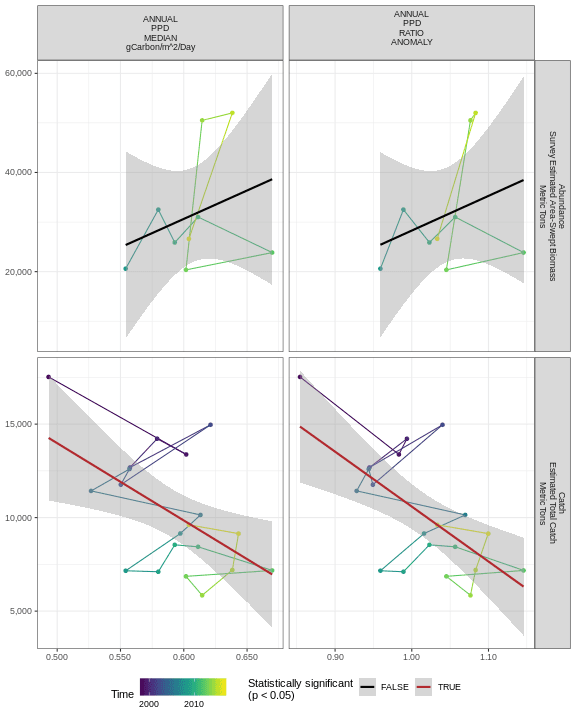 ANNUAL
PPD
MEDIAN
gCarbon/m^2/Day
ANNUAL
PPD
RATIO
ANOMALY
60,000
40,000
20,000
Abundance
Survey Estimated Area-Swept Biomass
Metric Tons
15,000
10,000
5,000
Catch
Estimated Total Catch
Metric Tons
0.500
0.550
0.600
0.650
0.90
1.00
1.10
Time
2000
2010
Statistically significant
(p < 0.05)
FALSE
TRUE